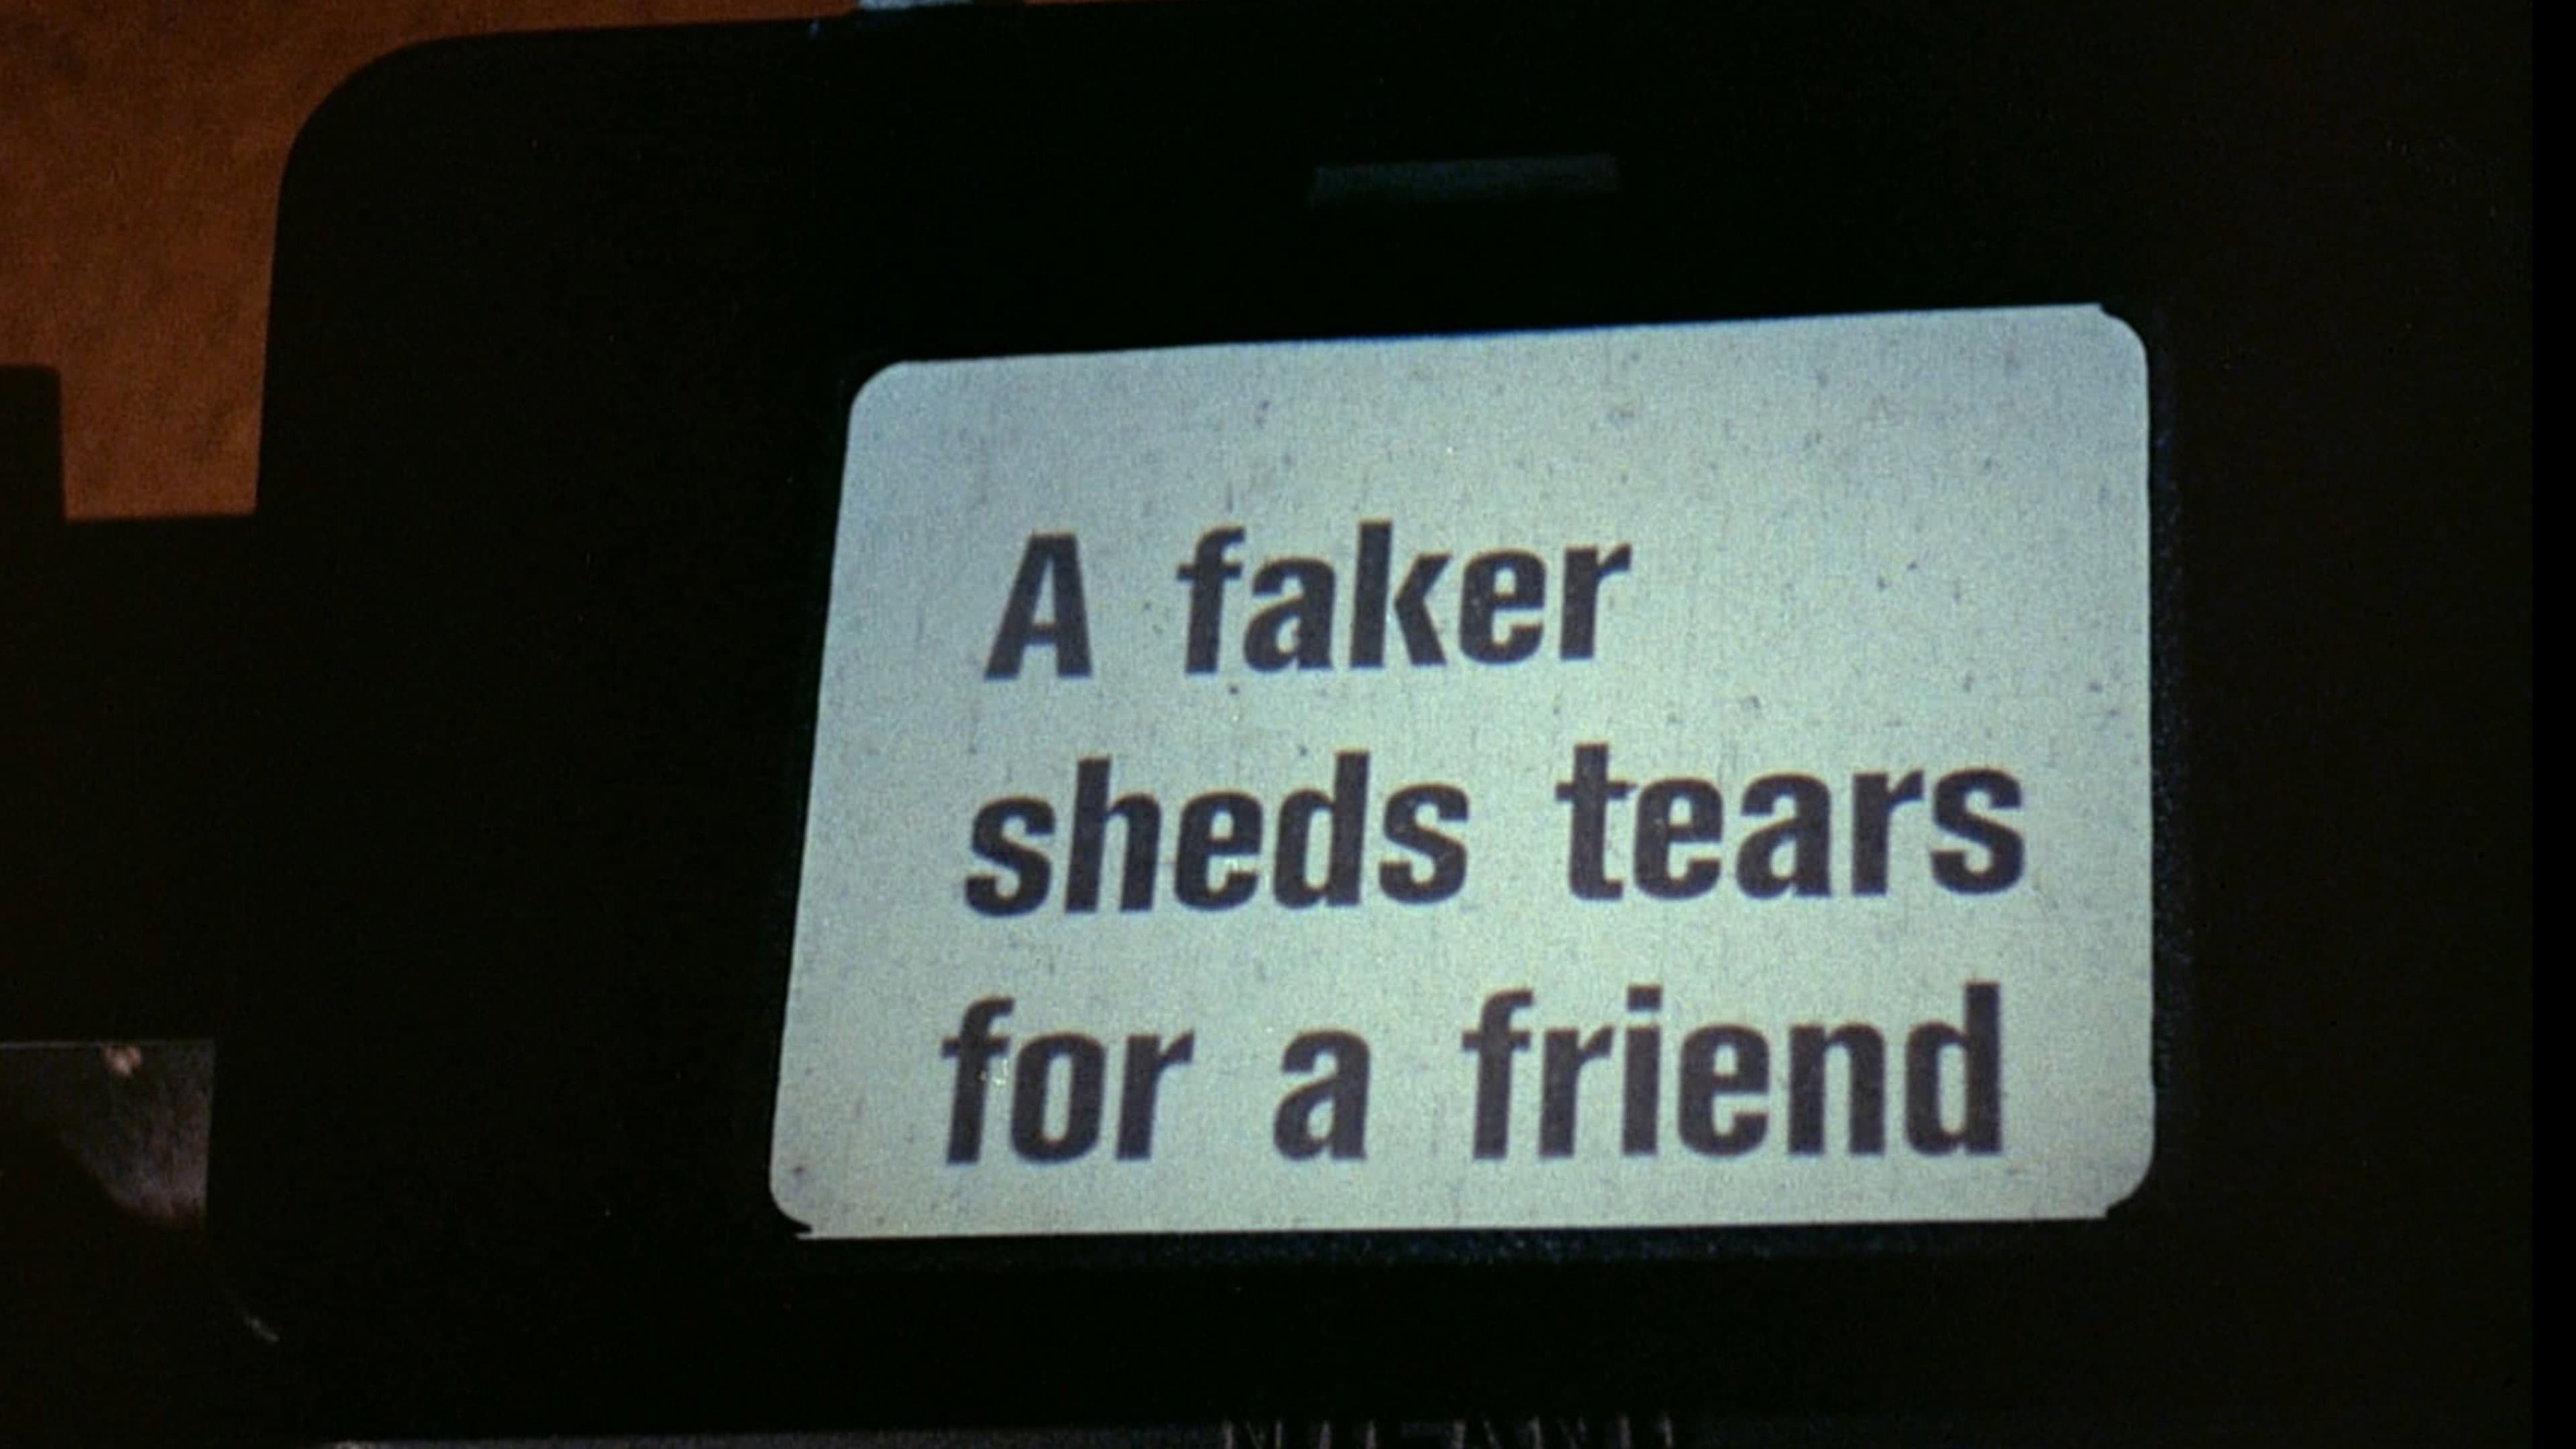 A faker
sheds tears
for a friend